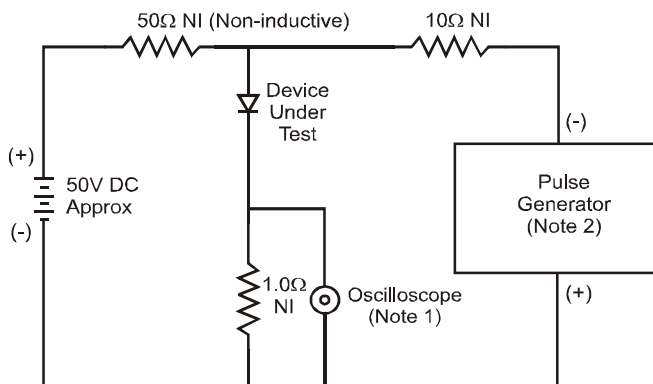 50Ω NI (Non-inductive)
10Ω NI
Device
Under
Test
(-)
(+)
50V DC
Approx
(-)
Pulse
Generator
(Note 2)
1.0Ω
NI
Oscilloscope
(Note 1)
(+)